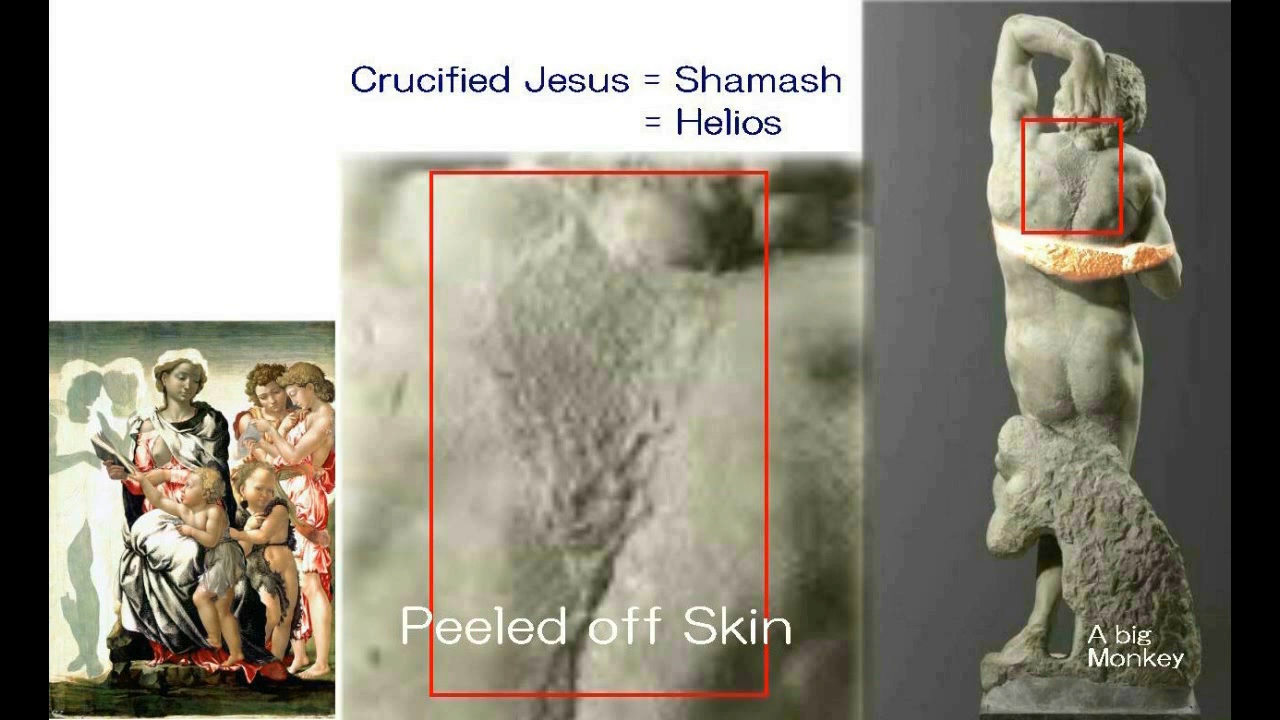 Crucified Jesus = Shamash
= Helios
Peeled off Skin
A big
Monkey